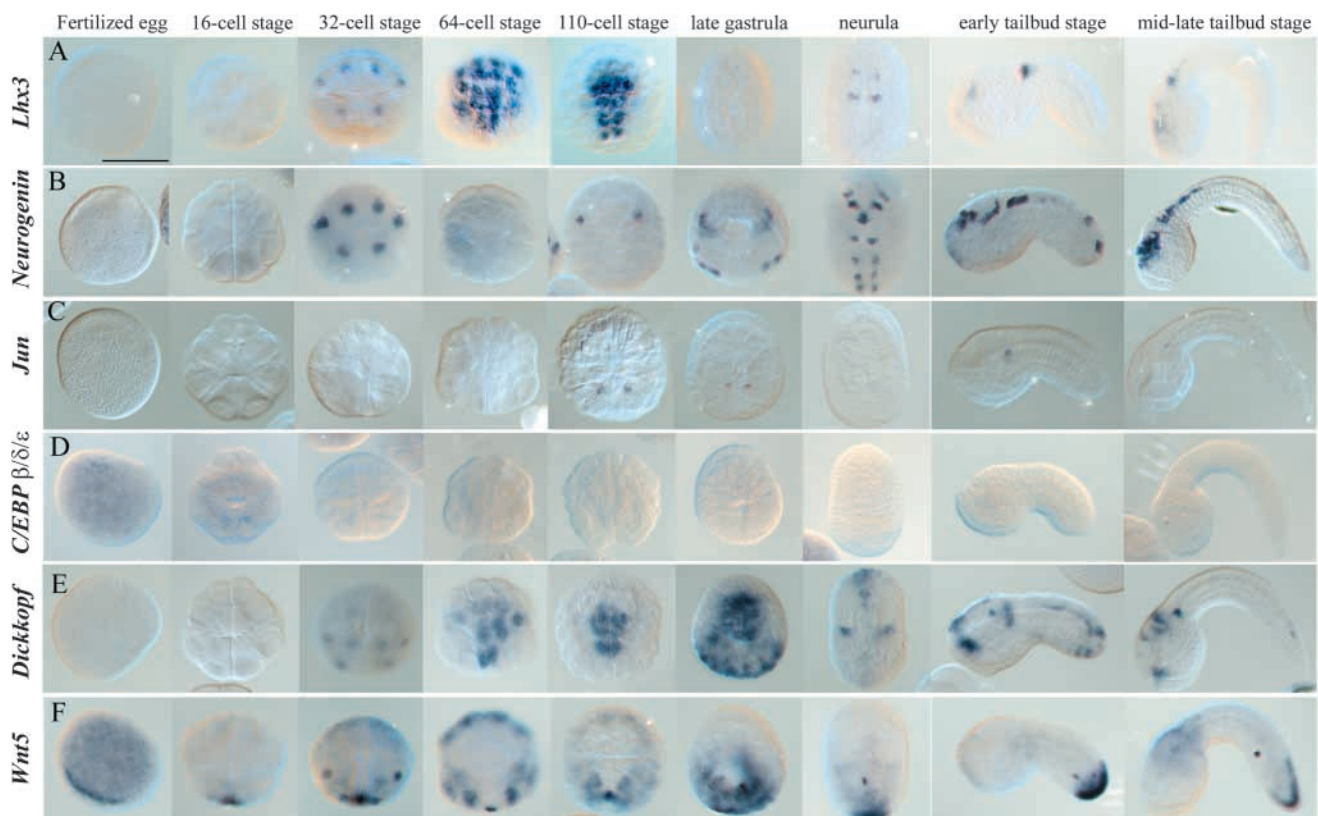 Fertilized egg 16-cell stage 32-cell stage 64-cell stage 110-cell stage late gastrula neurula early tailbud stage mid-late tailbud stage
A
Lhx3
B
Neurogenin
C
Jun
D
C/EBP β/δ/ε
E
Dickkopf
F
Wnt5